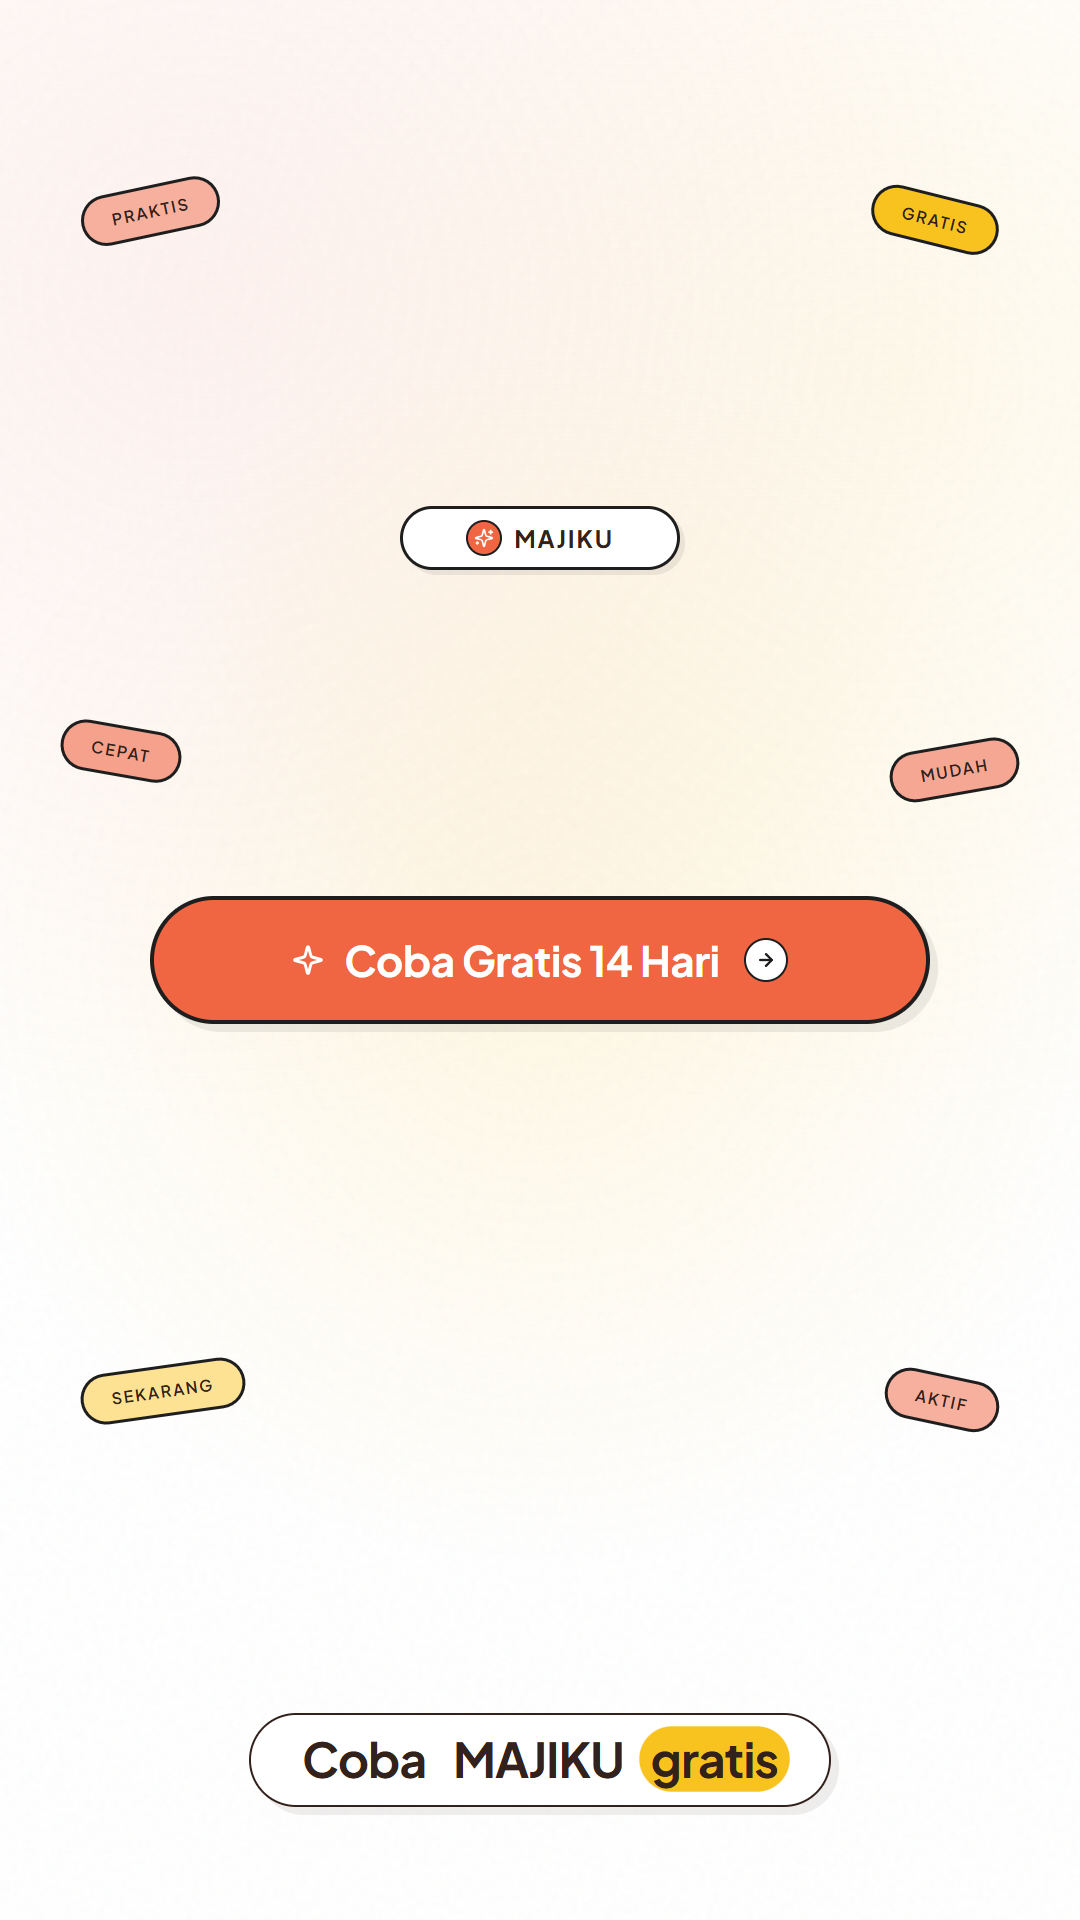 PRAKTIS
GRATIS
MAJIKU
CEPAT
MUDAH
Coba Gratis 14 Hari
SEKARANG
AKTIF
Coba MAJIKU gratis